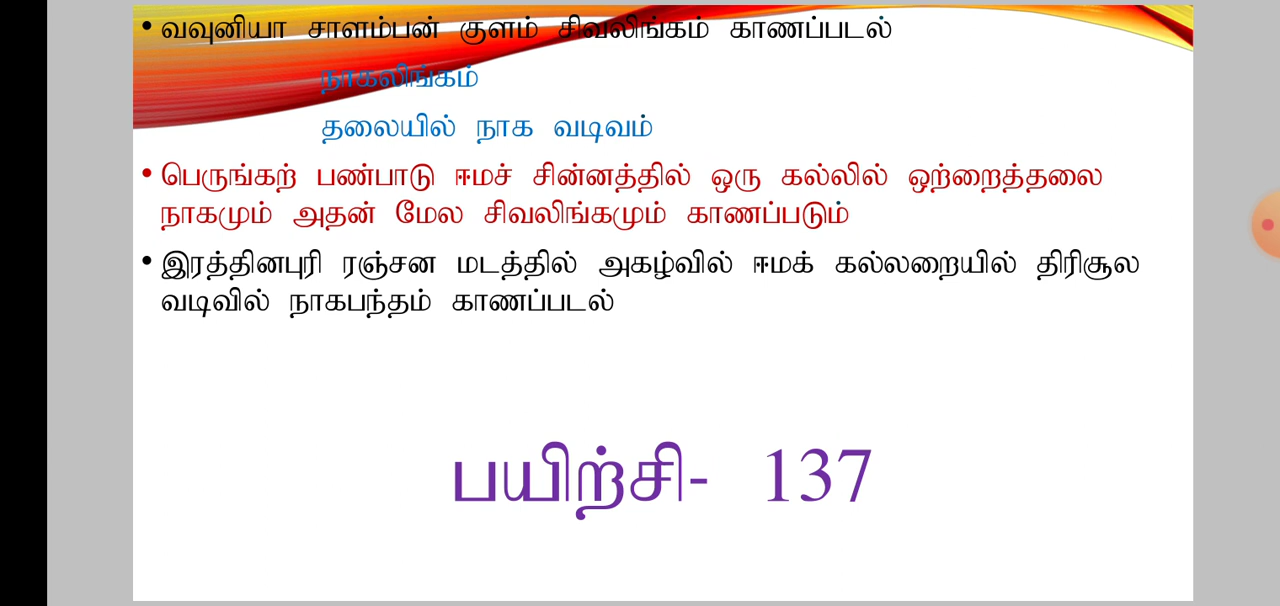 • வவுனியா சாளம்பன் குளம் சிவலிங்கம் காணப்படல்
நாகலிங்கம்
தலையில் நாக வடிவம்
• பெருங்கற் பண்பாடு ஈமச் சின்னத்தில் ஒரு கல்லில் ஒற்றைத்தலை
நாகமும் அதன் மேல சிவலிங்கமும் காணப்படும்
• இரத்தினபுரி ரஞ்சன மடத்தில் அகழ்வில் ஈமக் கல்லறையில் திரிசூல
வடிவில் நாகபந்தம் காணப்படல்
பயிற்சி- 137